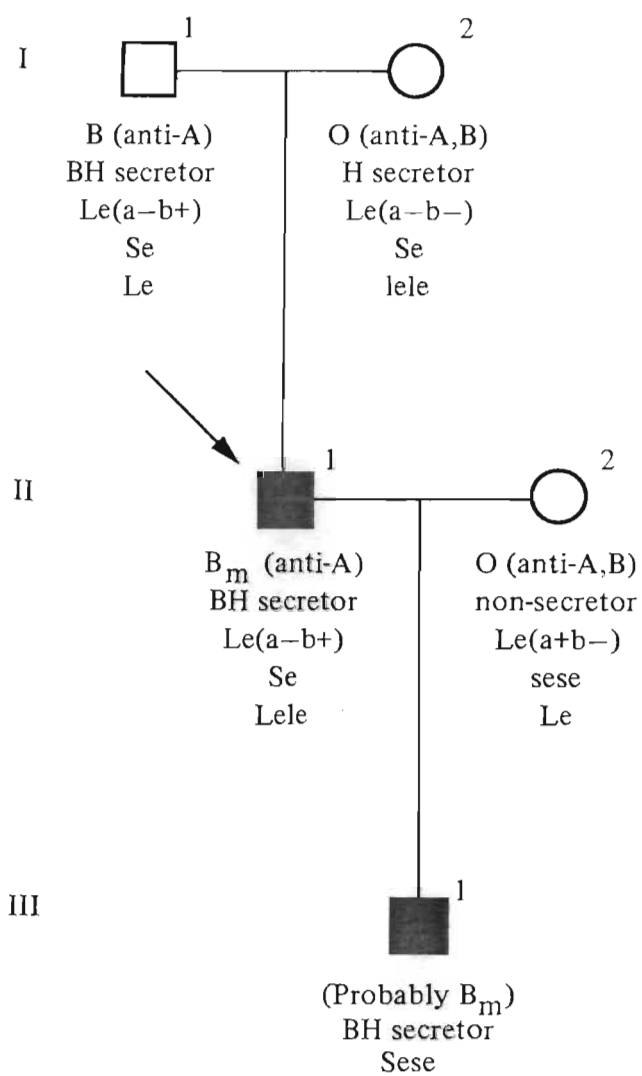 I
1
2
B (anti-A)
BH secretor
Le(a−b+)
Se
Le
O (anti-A,B)
H secretor
Le(a−b−)
Se
lele
II
1
2
Bm (anti-A)
BH secretor
Le(a−b+)
Se
Lele
O (anti-A,B)
non-secretor
Le(a+b−)
sese
Le
III
1
(Probably Bm)
BH secretor
Sese